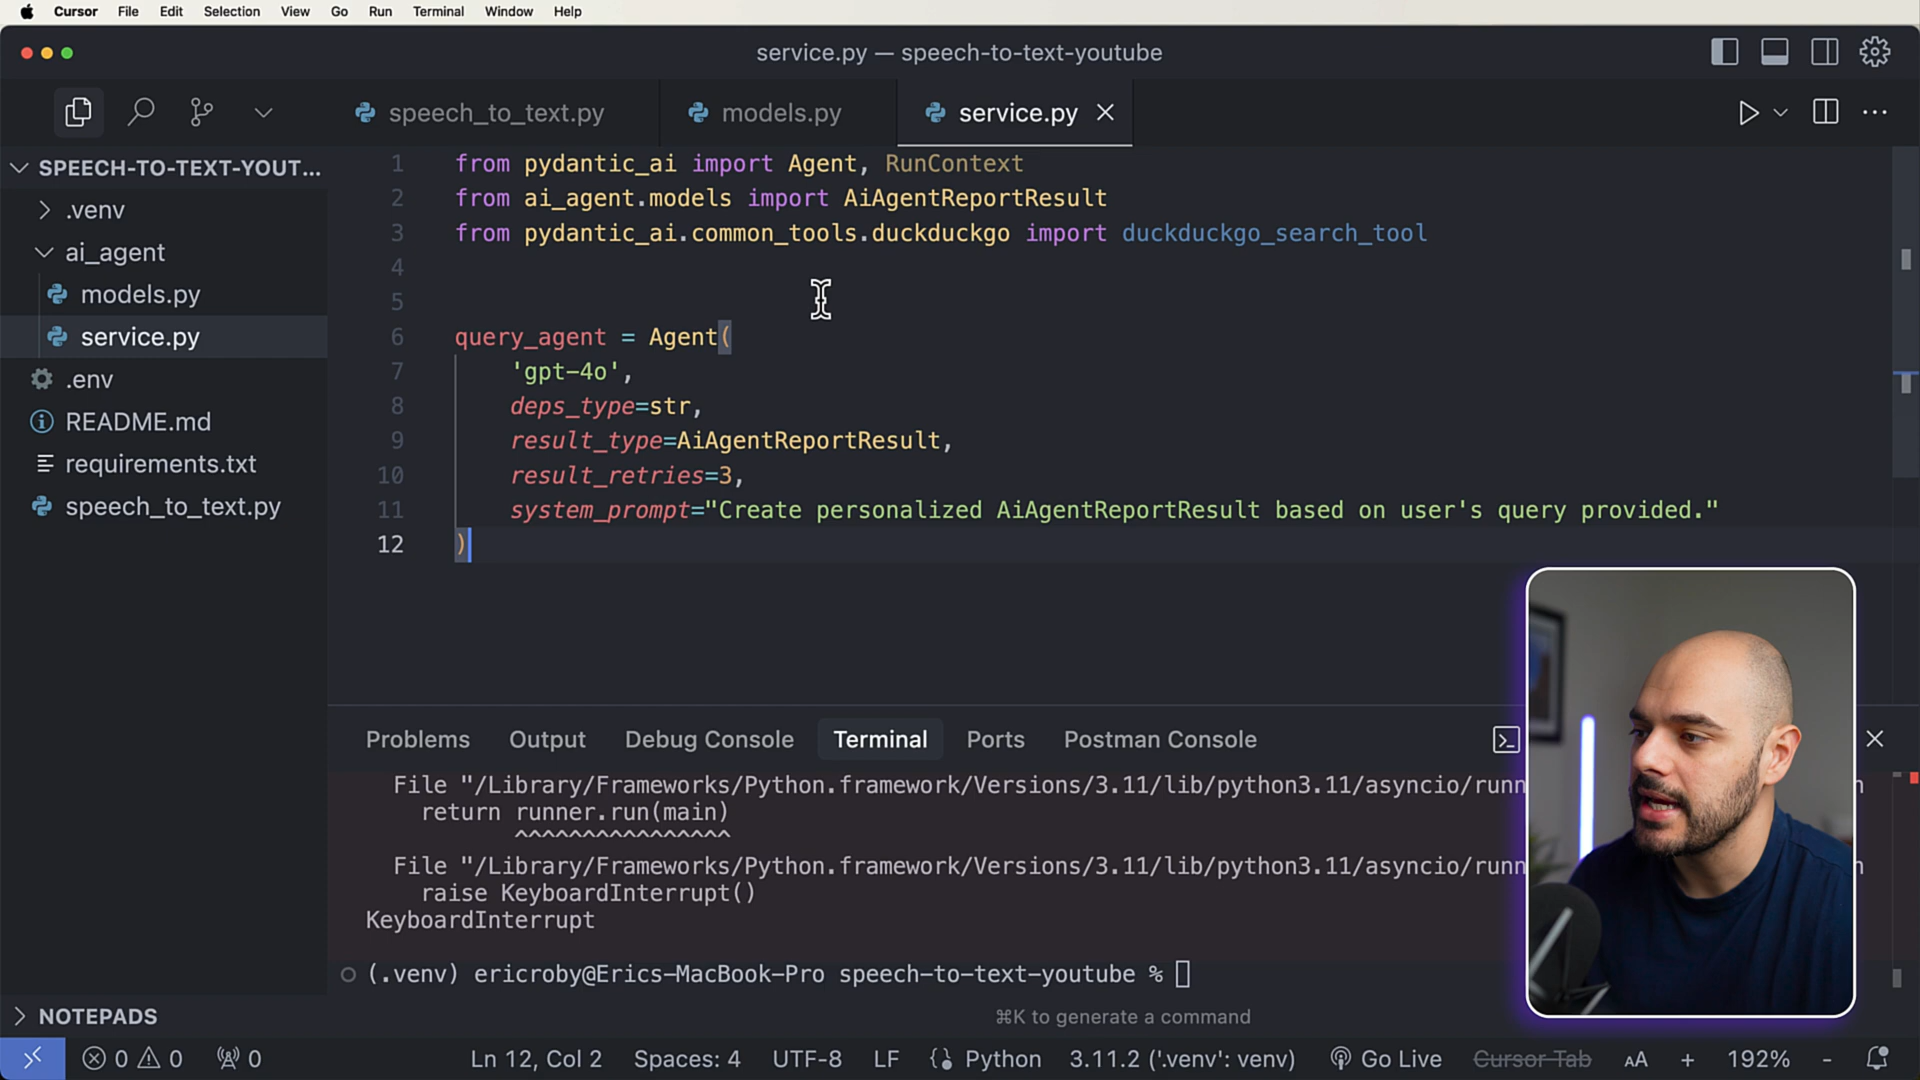 Cursor File Edit Selection View Go Run Terminal Window Help
service.py — speech-to-text-youtube
speech_to_text.py models.py service.py
SPEECH-TO-TEXT-YOUT...
.venv
ai_agent
models.py
service.py
.env
README.md
requirements.txt
speech_to_text.py
NOTEPADS
1 from pydantic_ai import Agent, RunContext
2 from ai_agent.models import AiAgentReportResult
3 from pydantic_ai.common_tools.duckduckgo import duckduckgo_search_tool
4
5
6 query_agent = Agent(
7 'gpt-4o',
8 deps_type=str,
9 result_type=AiAgentReportResult,
10 result_retries=3,
11 system_prompt="Create personalized AiAgentReportResult based on user's query provided."
12 )
Problems Output Debug Console Terminal Ports Postman Console
File "/Library/Frameworks/Python.framework/Versions/3.11/lib/python3.11/asyncio/runn
return runner.run(main)
^^^^^^^^^^^^^^^^
File "/Library/Frameworks/Python.framework/Versions/3.11/lib/python3.11/asyncio/runn
raise KeyboardInterrupt()
KeyboardInterrupt
(.venv) ericroby@Erics-MacBook-Pro speech-to-text-youtube %
⌘K to generate a command
0 0 0 Ln 12, Col 2 Spaces: 4 UTF-8 LF Python 3.11.2 ('.venv': venv) Go Live Cursor Tab AA + 192% -